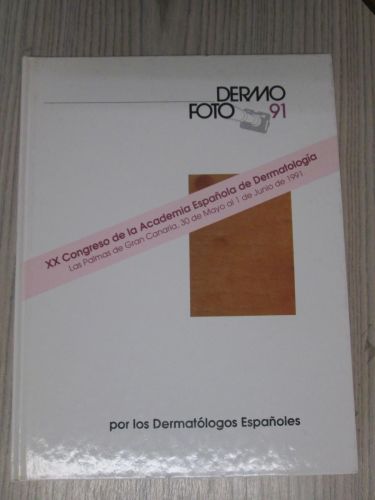 DERMO
FOTO 91
XX Congreso de la Academia Española de Dermatología
Las Palmas de Gran Canaria, 30 de Mayo al 1 de Junio de 1991
por los Dermatólogos Españoles